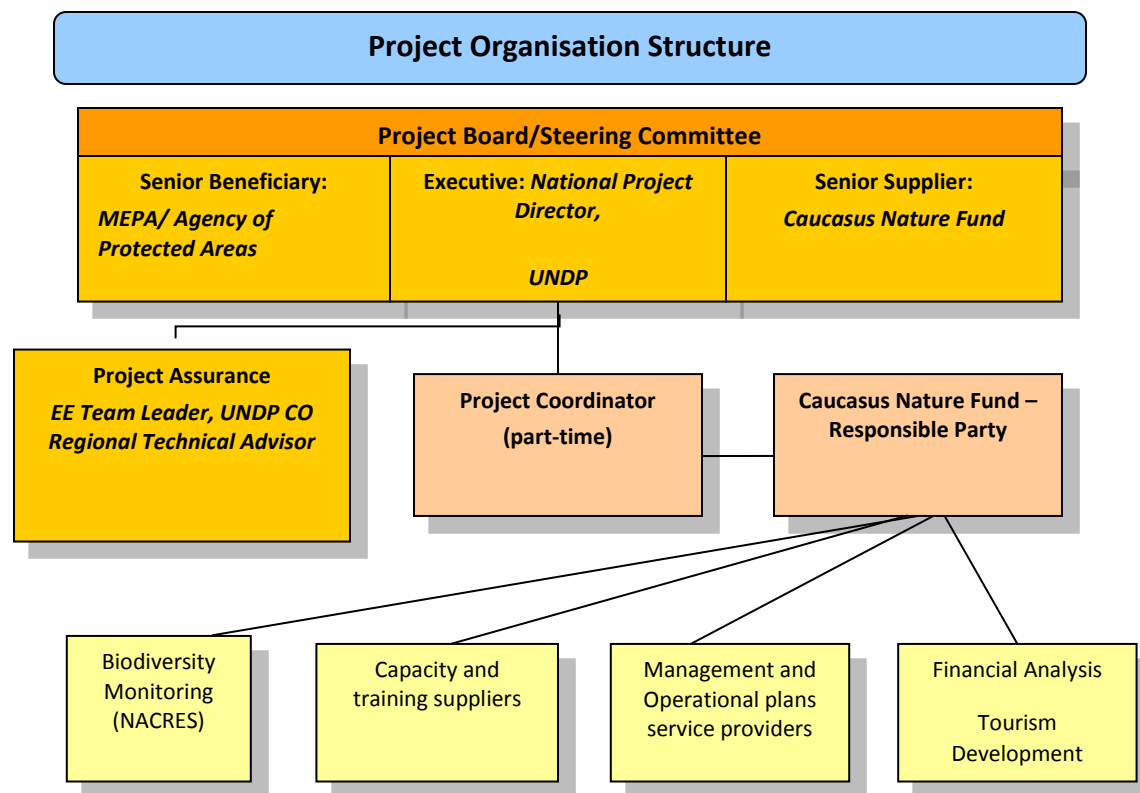 Project Organisation Structure
Project Board/Steering Committee
Senior Beneficiary:
MEPA/ Agency of
Protected Areas
Executive: National Project
Director,
UNDP
Senior Supplier:
Caucasus Nature Fund
Project Assurance
EE Team Leader, UNDP CO
Regional Technical Advisor
Project Coordinator
(part-time)
Caucasus Nature Fund –
Responsible Party
Biodiversity
Monitoring
(NACRES)
Capacity and
training suppliers
Management and
Operational plans
service providers
Financial Analysis
Tourism
Development